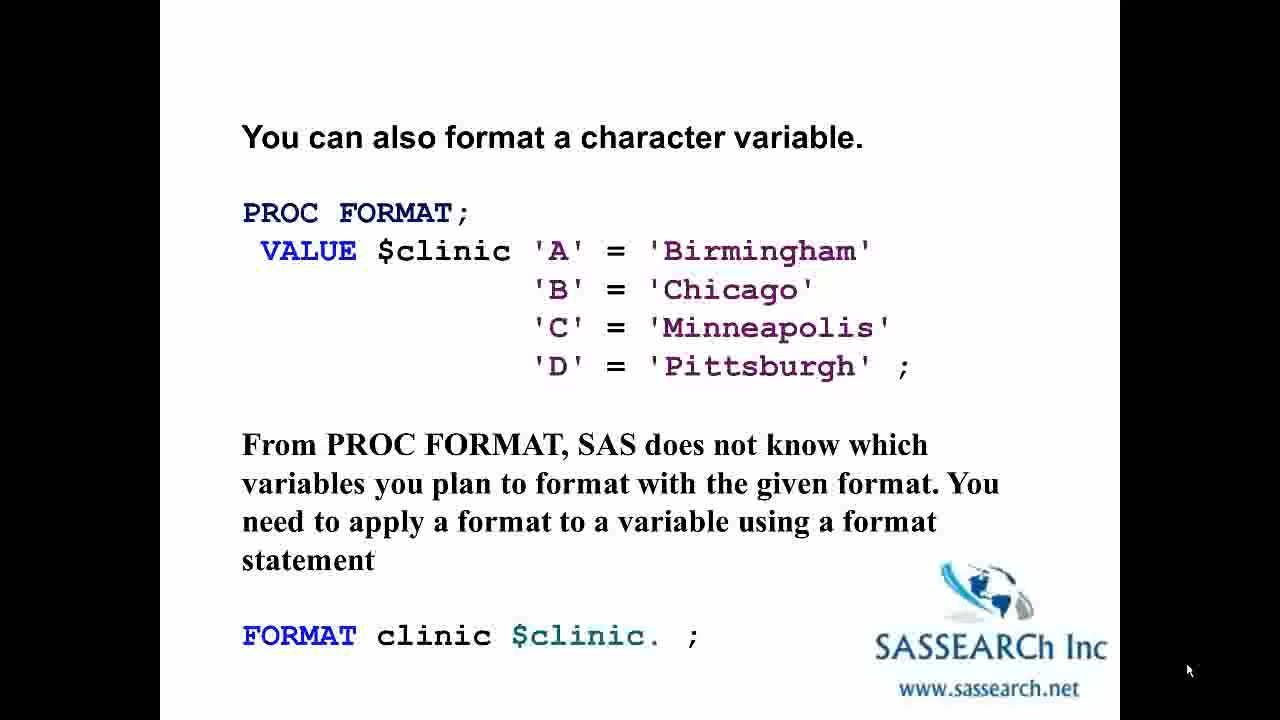 You can also format a character variable.
PROC FORMAT;
VALUE $clinic 'A' = 'Birmingham'
'B' = 'Chicago'
'C' = 'Minneapolis'
'D' = 'Pittsburgh' ;
From PROC FORMAT, SAS does not know which
variables you plan to format with the given format. You
need to apply a format to a variable using a format
statement
FORMAT clinic $clinic. ;
SASSEARCh Inc
www.sassearch.net